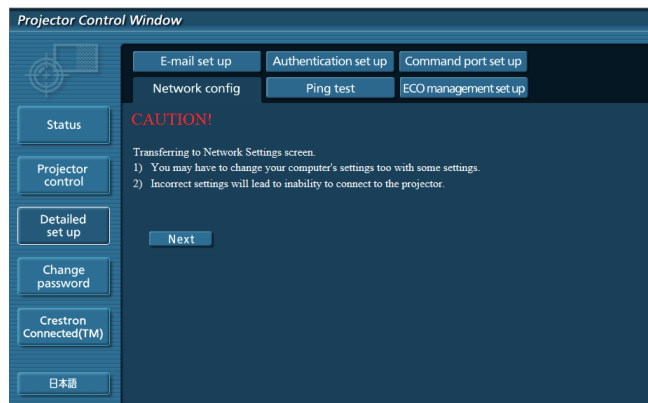 Projector Control Window
E-mail set up
Authentication set up
Command port set up
Network config
Ping test
ECO management set up
Status
Projector
control
Detailed
set up
Change
password
Crestron
Connected(TM)
日本語
CAUTION!
Transferring to Network Settings screen.
1) You may have to change your computer's settings too with some settings.
2) Incorrect settings will lead to inability to connect to the projector.
Next